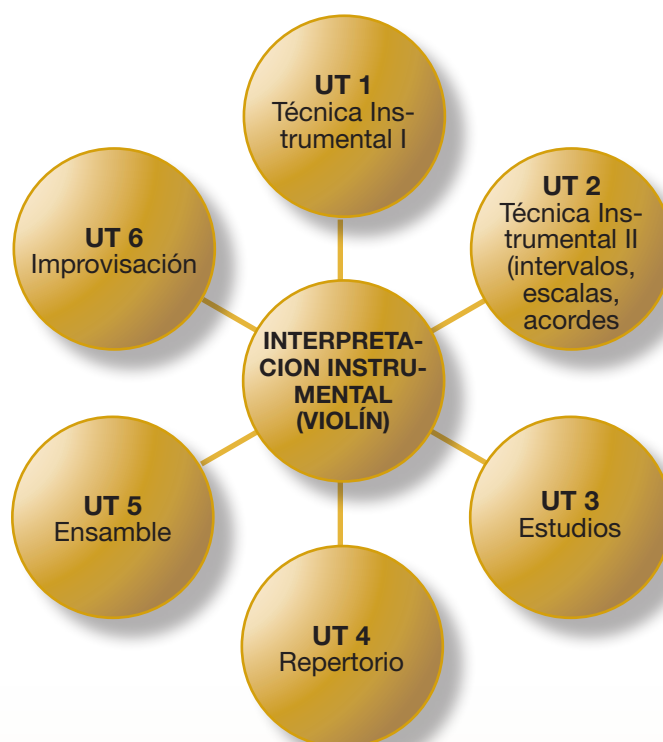 UT 1
Técnica Ins-
trumental I
UT 2
Técnica Ins-
trumental II
(intervalos,
escalas,
acordes
UT 6
Improvisación
INTERPRETA-
CION INSTRU-
MENTAL
(VIOLÍN)
UT 5
Ensamble
UT 3
Estudios
UT 4
Repertorio